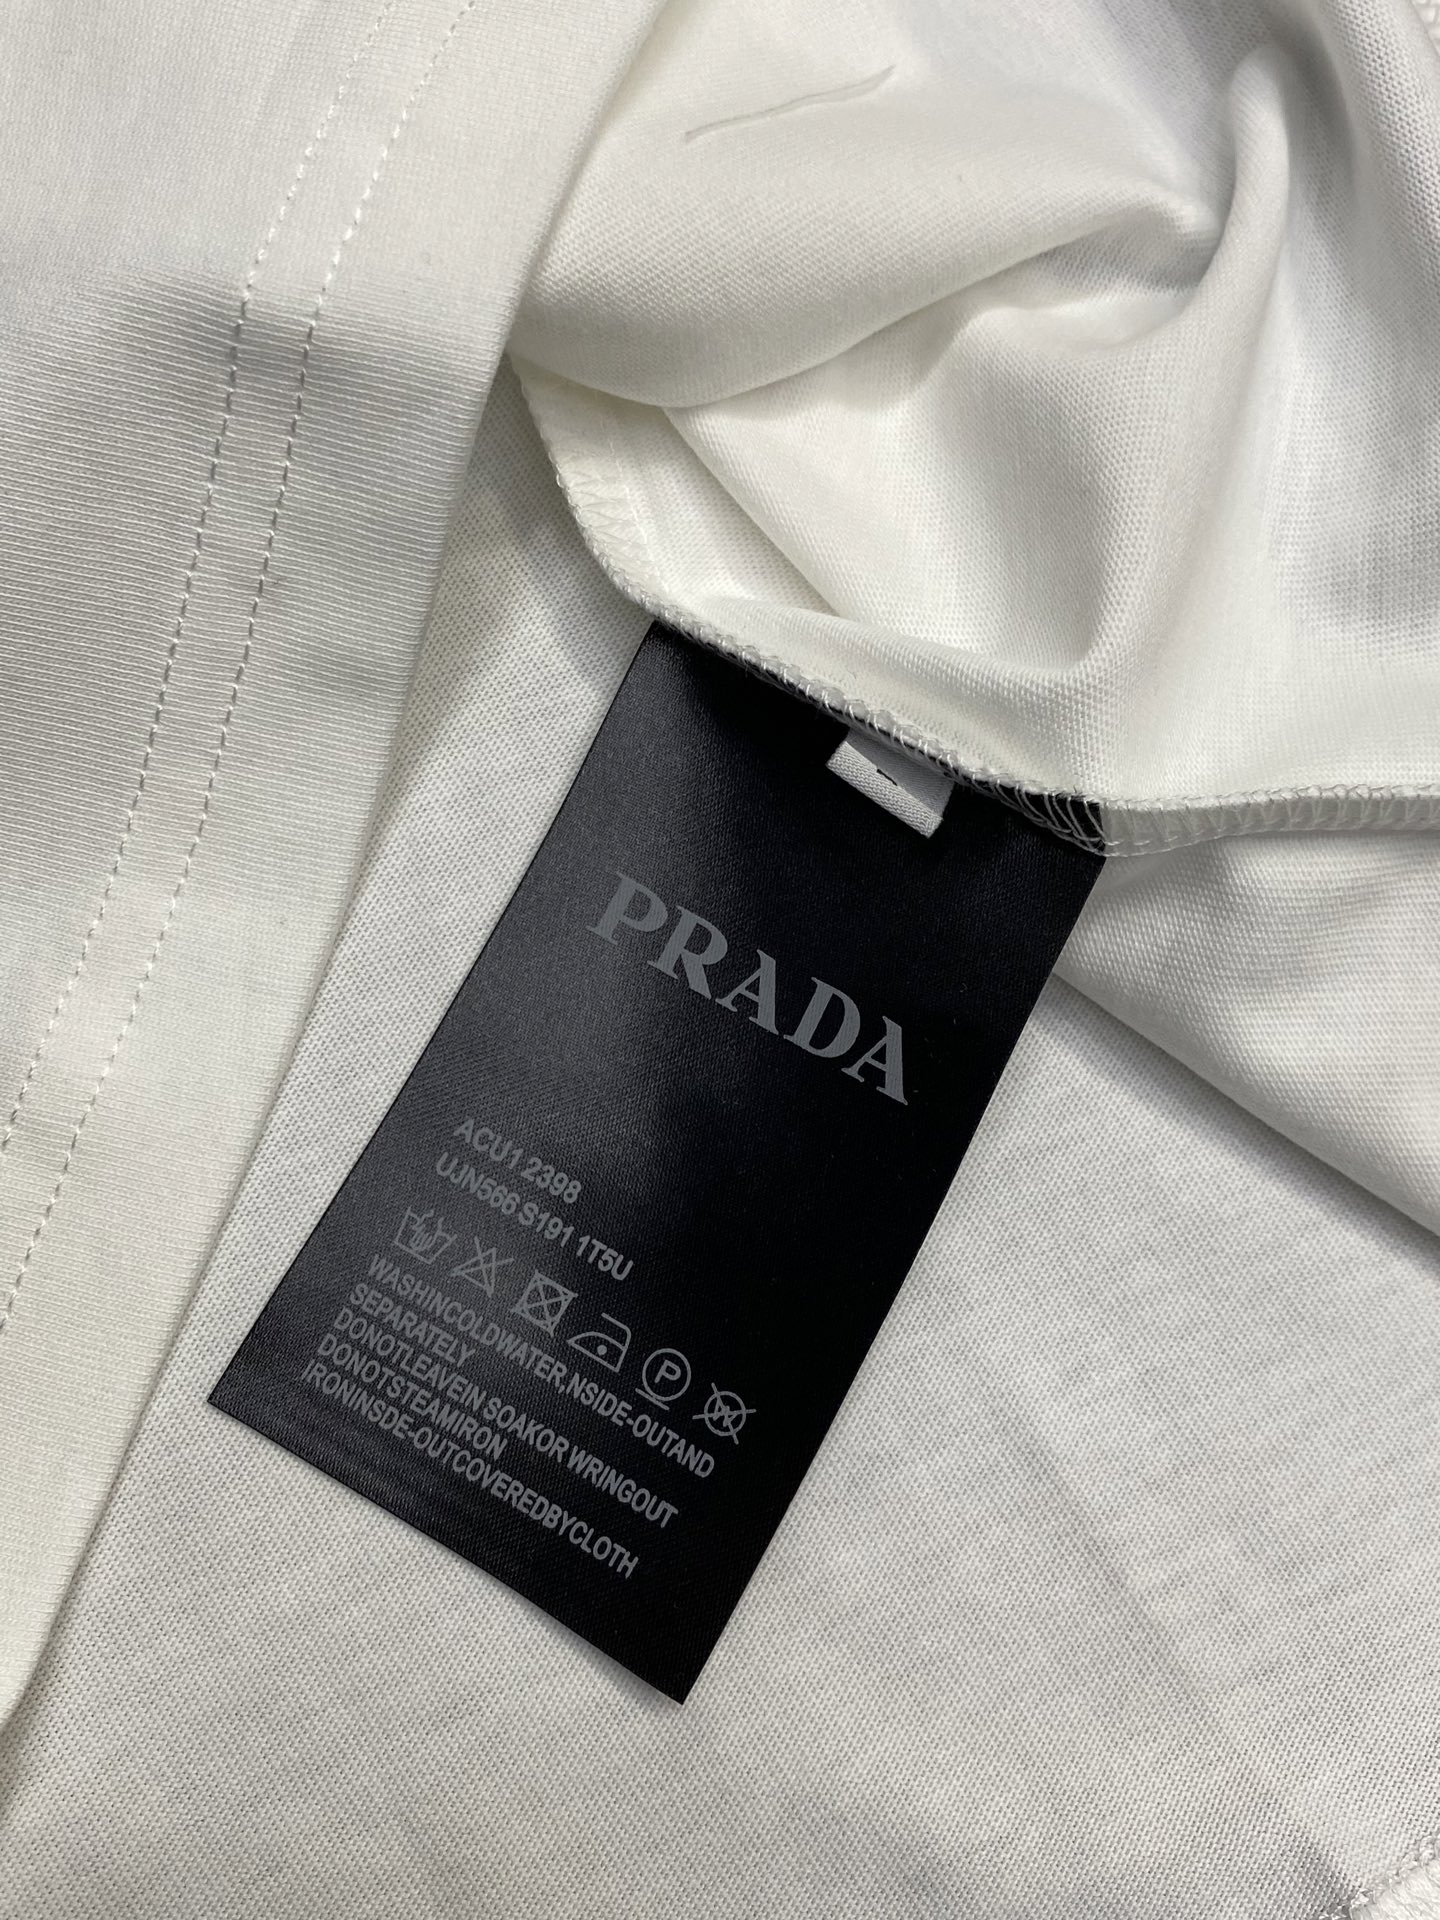 PRADA
ACU1 2398
UJN566 S191 1T5U
P
WASHINCOLDWATER,NSIDE-OUTAND
SEPARATELY
DONOTLEAVEIN SOAKOR WRINGOUT
DONOTSTEAMIRON
IRONINSDE-OUTCOVEREDBYCLOTH